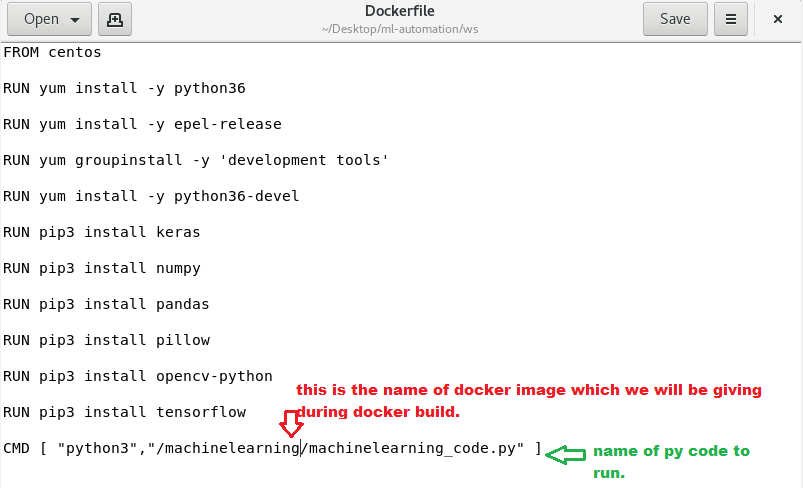 Open
Dockerfile
~/Desktop/ml-automation/ws
Save
FROM centos
RUN yum install -y python36
RUN yum install -y epel-release
RUN yum groupinstall -y 'development tools'
RUN yum install -y python36-devel
RUN pip3 install keras
RUN pip3 install numpy
RUN pip3 install pandas
RUN pip3 install pillow
RUN pip3 install opencv-python
this is the name of docker image which we will be giving
during docker build.
RUN pip3 install tensorflow
CMD [ "python3","/machinelearning/machinelearning_code.py" ]
name of py code to
run.